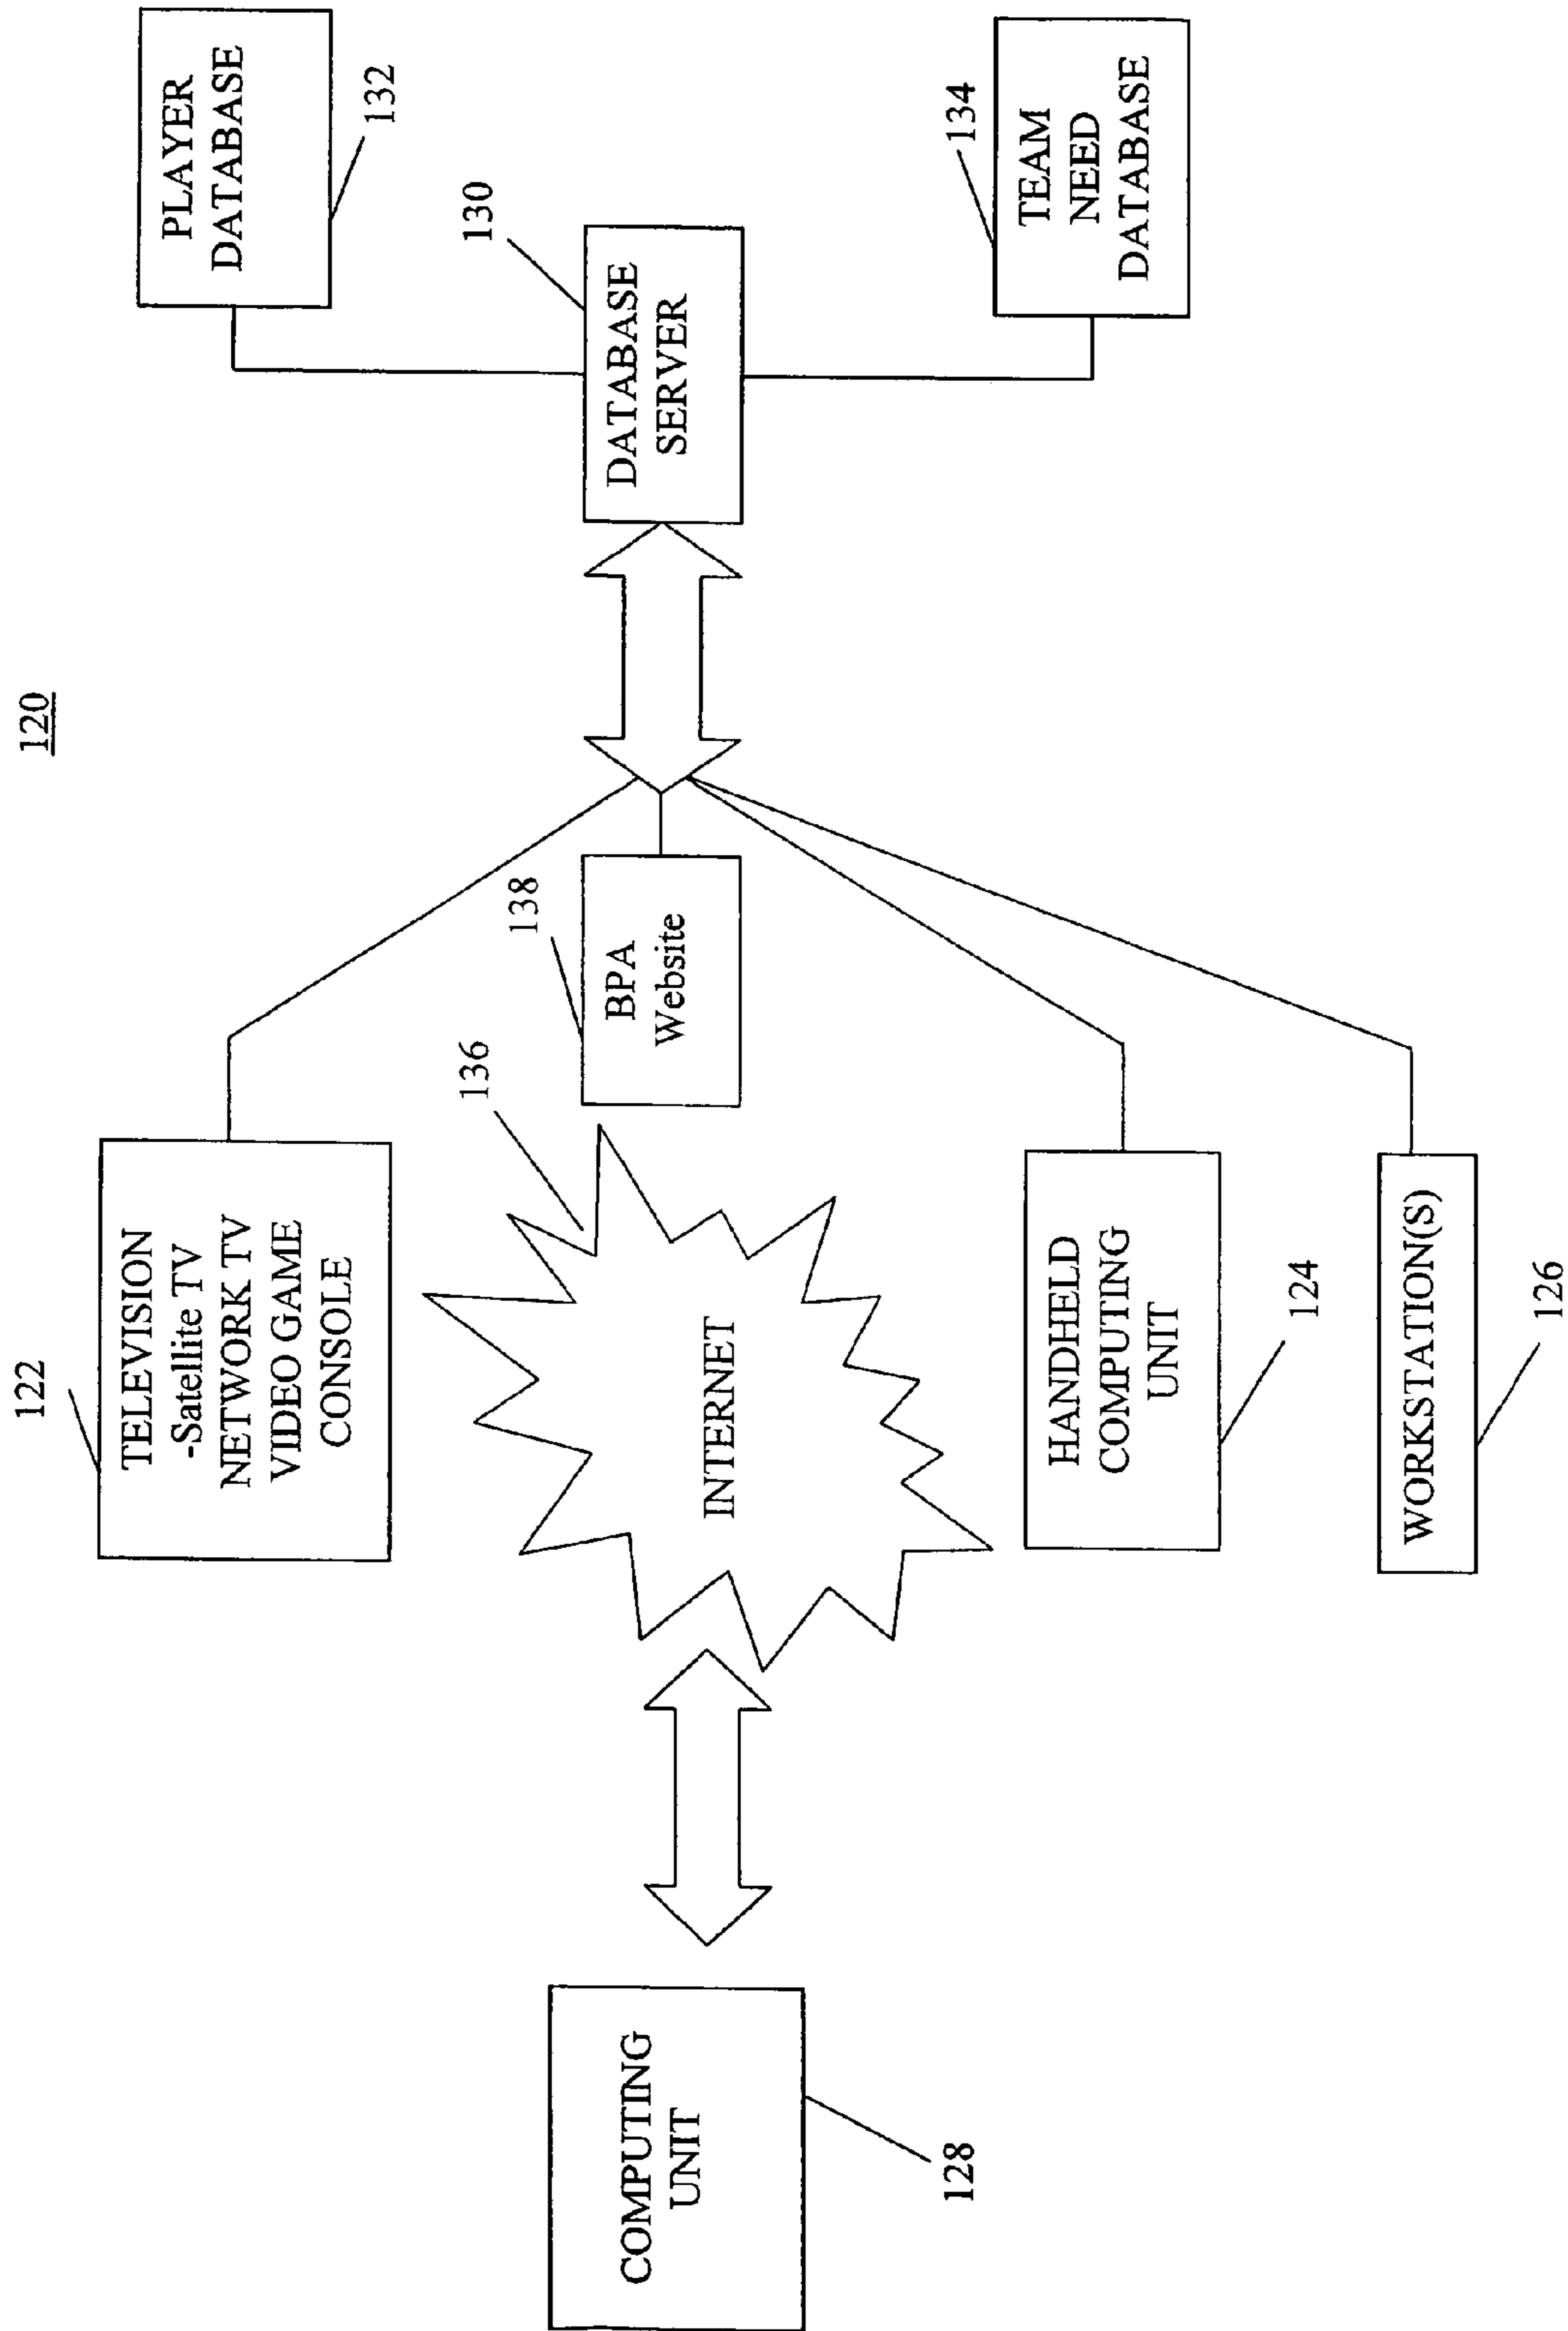 120
PLAYER
DATABASE
132
130
DATABASE
SERVER
134
TEAM
NEED
DATABASE
138
BPA
Website
136
INTERNET
122
TELEVISION
-Satellite TV
NETWORK TV
VIDEO GAME
CONSOLE
HANDHELD
COMPUTING
UNIT
124
WORKSTATION(S)
126
COMPUTING
UNIT
128